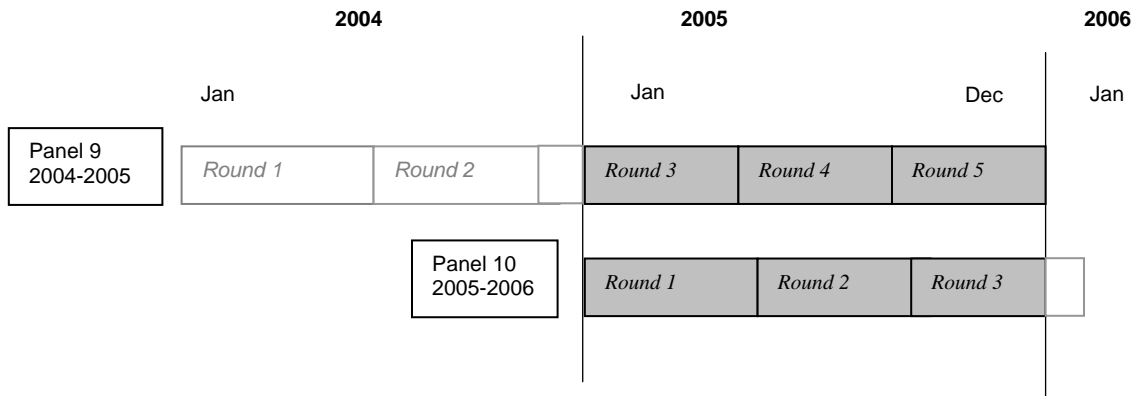 2004 2005 2006
Jan Jan Dec Jan
Panel 9
2004-2005
Round 1 Round 2 Round 3 Round 4 Round 5
Panel 10
2005-2006
Round 1 Round 2 Round 3